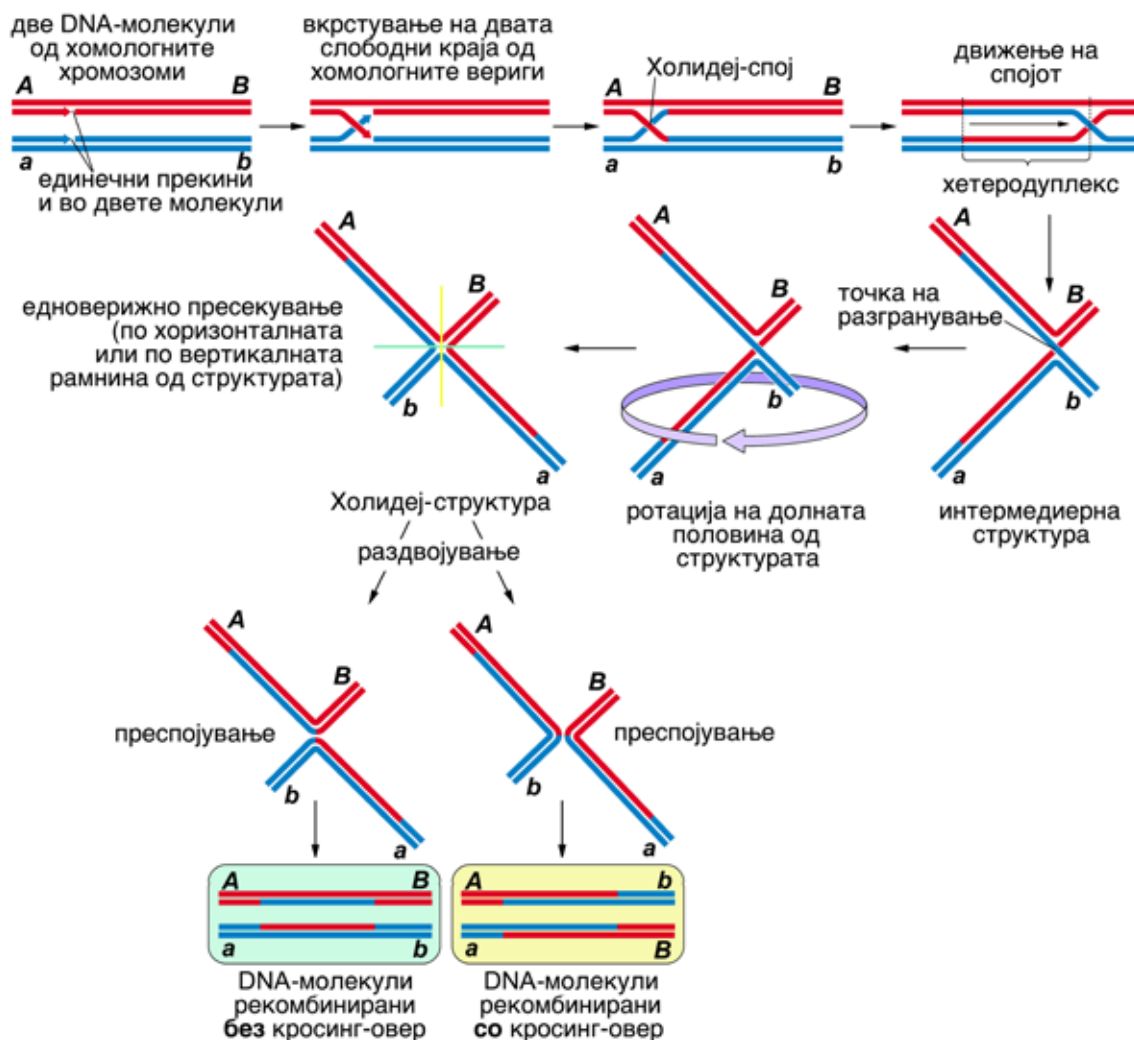 две DNA-молекули
од хомологните
хромозоми
A
B
a
b
единечни прекини
и во двете молекули
вкрстување на двата
слободни краја од
хомологните вериги
Холидеј-спој
A
B
a
b
движење на
спојот
хетеродуплекс
A
B
точка на
разгранување
b
a
интермедиерна
структура
A
B
b
a
ротација на долната
половина од
структурата
A
B
едноверижно пресекување
(по хоризонталната
или по вертикалната
рамнина од структурата)
b
a
Холидеј-структура
раздвојување
A
B
преспојување
b
a
A
B
преспојување
b
a
A
B
a
b
DNA-молекули
рекомбинирани
без кросинг-овер
A
b
a
B
DNA-молекули
рекомбинирани
со кросинг-овер